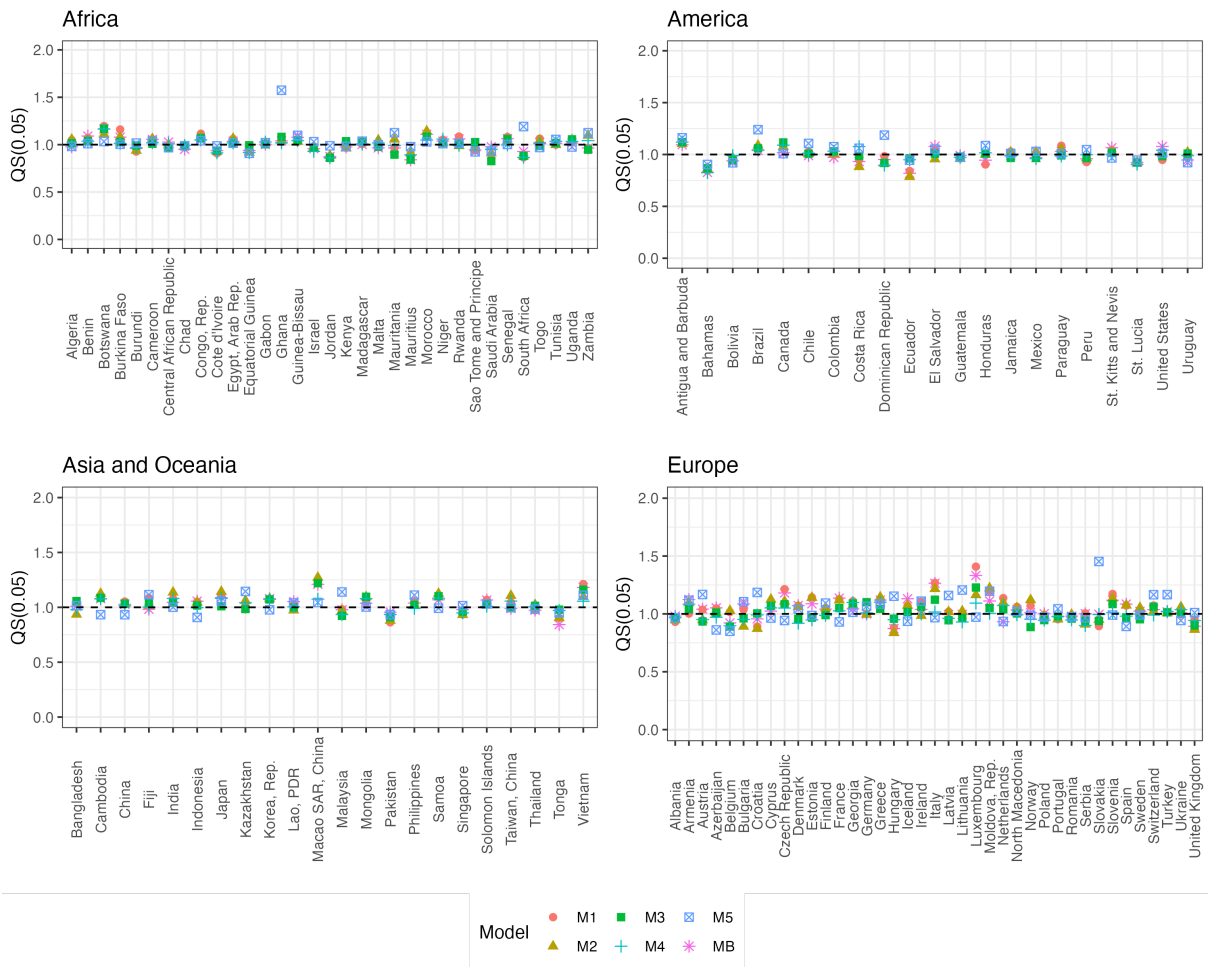 Africa
QS(0.05)
2.0
1.5
1.0
0.5
0.0
Algeria
Benin
Botswana
Burkina Faso
Burundi
Cameroon
Central African Republic
Chad
Congo, Rep.
Cote d'Ivoire
Egypt, Arab Rep.
Equatorial Guinea
Gabon
Ghana
Guinea-Bissau
Israel
Jordan
Kenya
Madagascar
Malta
Mauritania
Mauritius
Morocco
Niger
Rwanda
Sao Tome and Principe
Saudi Arabia
Senegal
South Africa
Togo
Tunisia
Uganda
Zambia
America
QS(0.05)
2.0
1.5
1.0
0.5
0.0
Antigua and Barbuda
Bahamas
Bolivia
Brazil
Canada
Chile
Colombia
Costa Rica
Dominican Republic
Ecuador
El Salvador
Guatemala
Honduras
Jamaica
Mexico
Paraguay
Peru
St. Kitts and Nevis
St. Lucia
United States
Uruguay
Asia and Oceania
QS(0.05)
2.0
1.5
1.0
0.5
0.0
Bangladesh
Cambodia
China
Fiji
India
Indonesia
Japan
Kazakhstan
Korea, Rep.
Lao, PDR
Macao SAR, China
Malaysia
Mongolia
Pakistan
Philippines
Samoa
Singapore
Solomon Islands
Taiwan, China
Thailand
Tonga
Vietnam
Europe
QS(0.05)
2.0
1.5
1.0
0.5
0.0
Albania
Armenia
Austria
Azerbaijan
Belgium
Bulgaria
Croatia
Cyprus
Czech Republic
Denmark
Estonia
Finland
France
Georgia
Germany
Greece
Hungary
Iceland
Ireland
Italy
Latvia
Lithuania
Luxembourg
Moldova, Rep.
Netherlands
North Macedonia
Norway
Poland
Portugal
Romania
Serbia
Slovakia
Slovenia
Spain
Sweden
Switzerland
Turkey
Ukraine
United Kingdom
Model
M1
M3
M5
M2
M4
MB